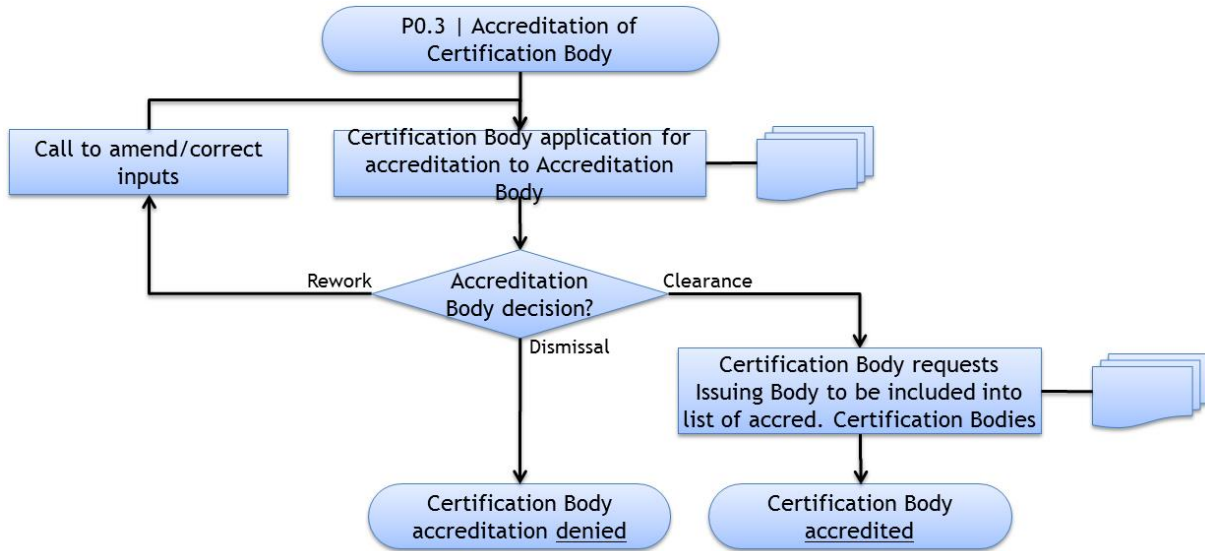 P0.3 | Accreditation of
Certification Body
Call to amend/correct
inputs
Certification Body application for
accreditation to Accreditation
Body
Rework
Accreditation
Body decision?
Clearance
Dismissal
Certification Body requests
Issuing Body to be included into
list of accred. Certification Bodies
Certification Body
accreditation denied
Certification Body
accredited